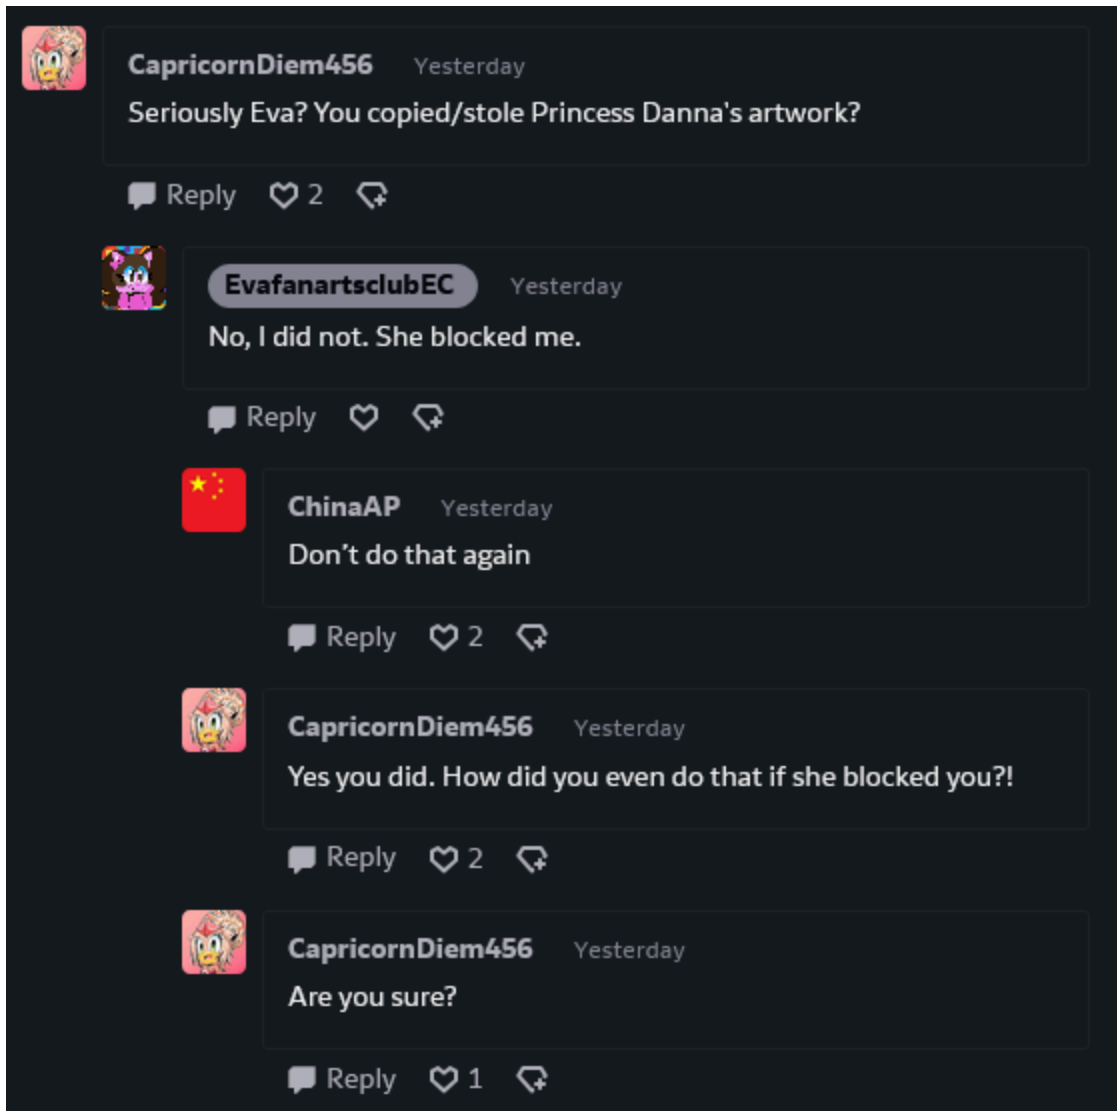 CapricornDiem456 Yesterday
Seriously Eva? You copied/stole Princess Danna's artwork?
Reply 2
EvafanartsclubEC Yesterday
No, I did not. She blocked me.
Reply
ChinaAP Yesterday
Don't do that again
Reply 2
CapricornDiem456 Yesterday
Yes you did. How did you even do that if she blocked you?!
Reply 2
CapricornDiem456 Yesterday
Are you sure?
Reply 1